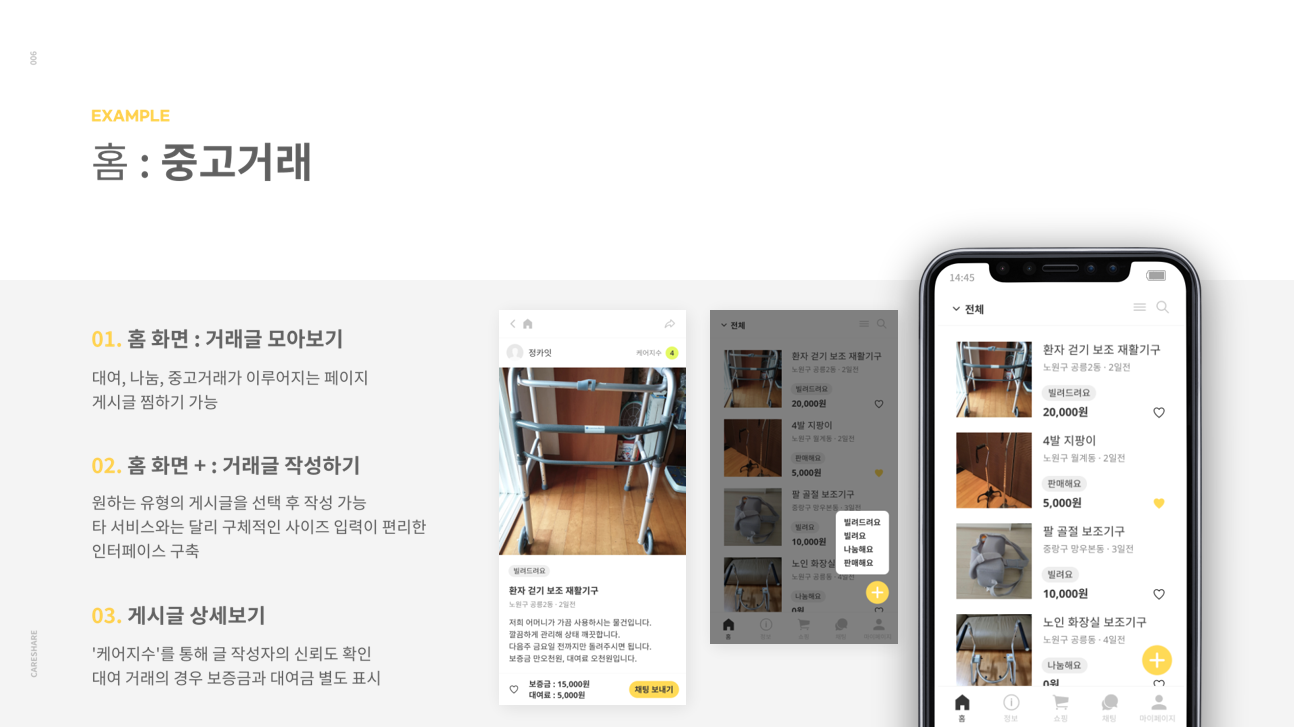 006
EXAMPLE
홈 : 중고거래
01. 홈 화면 : 거래글 모아보기
대여, 나눔, 중고거래가 이루어지는 페이지
게시글 찜하기 가능
02. 홈 화면 + : 거래글 작성하기
원하는 유형의 게시글을 선택 후 작성 가능
타 서비스와는 달리 구체적인 사이즈 입력이 편리한
인터페이스 구축
03. 게시글 상세보기
'케어지수'를 통해 글 작성자의 신뢰도 확인
대여 거래의 경우 보증금과 대여금 별도 표시
CARESHARE
정카잇
케어지수 4
빌려드려요
환자 걷기 보조 재활기구
노원구 공릉2동 · 2일전
저희 어머니가 가끔 사용하시는 물건입니다.
깔끔하게 관리해 상태 깨끗합니다.
다음주 금요일 전까지만 돌려주시면 됩니다.
보증금 만오천원, 대여료 오천원입니다.
보증금 : 15,000원
대여료 : 5,000원
채팅 보내기
전체
환자 걷기 보조 재활기구
노원구 공릉2동 · 2일전
빌려드려요
20,000원
4발 지팡이
노원구 월계동 · 2일전
판매해요
5,000원
팔 골절 보조기구
중랑구 망우본동 · 3일전
빌려요
10,000원
노인 화장실
노원구 공릉동 · 4일전
나눔해요
0원
빌려드려요
빌려요
나눔해요
판매해요
홈 정보 쇼핑 채팅 마이페이지
14:45
전체
환자 걷기 보조 재활기구
노원구 공릉2동 · 2일전
빌려드려요
20,000원
4발 지팡이
노원구 월계동 · 2일전
판매해요
5,000원
팔 골절 보조기구
중랑구 망우본동 · 3일전
빌려요
10,000원
노인 화장실 보조기구
노원구 공릉동 · 4일전
나눔해요
0원
홈 정보 쇼핑 채팅 마이페이지